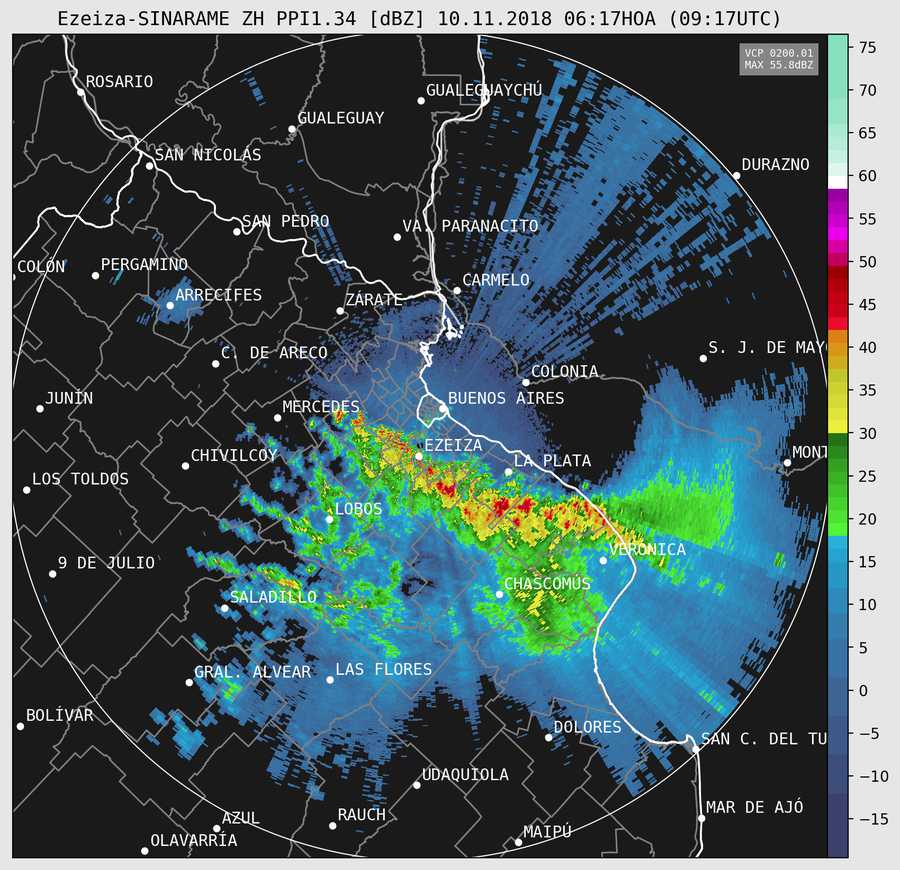 Ezeiza-SINARAME ZH PPI1.34 [dBZ] 10.11.2018 06:17HOA (09:17UTC)
VCP 0200.01
MAX 55.8dBZ
75
70
65
60
55
50
45
40
35
30
25
20
15
10
5
0
−5
−10
−15
ROSARIO
GUALEGUAYCHÚ
GUALEGUAY
SAN NICOLÁS
DURAZNO
SAN PEDRO
VA. PARANACITO
COLÓN
PERGAMINO
CARMELO
ARRECIFES
ZÁRATE
C. DE ARECO
S. J. DE MAY
COLONIA
JUNÍN
MERCEDES
BUENOS AIRES
EZEIZA
MONT
CHIVILCOY
LA PLATA
LOS TOLDOS
LOBOS
VERÓNICA
9 DE JULIO
CHASCOMÚS
SALADILLO
GRAL. ALVEAR
LAS FLORES
BOLÍVAR
DOLORES
SAN C. DEL TU
UDAQUIOLA
MAR DE AJÓ
AZUL
RAUCH
MAIPÚ
OLAVARRÍA